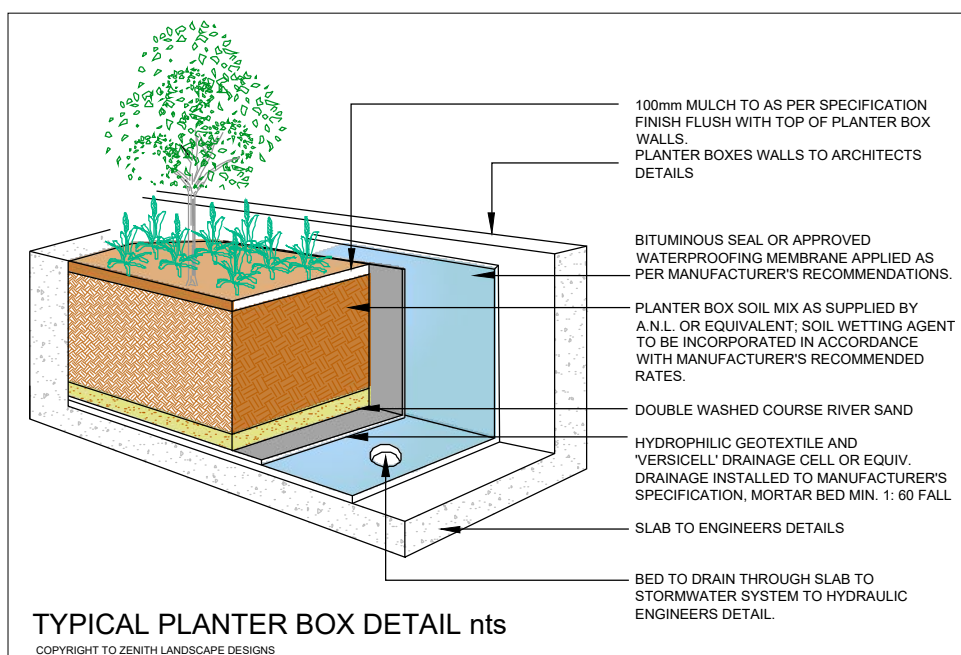 100mm MULCH TO AS PER SPECIFICATION
FINISH FLUSH WITH TOP OF PLANTER BOX
WALLS.
PLANTER BOXES WALLS TO ARCHITECTS
DETAILS
BITUMINOUS SEAL OR APPROVED
WATERPROOFING MEMBRANE APPLIED AS
PER MANUFACTURER'S RECOMMENDATIONS.
PLANTER BOX SOIL MIX AS SUPPLIED BY
A.N.L. OR EQUIVALENT; SOIL WETTING AGENT
TO BE INCORPORATED IN ACCORDANCE
WITH MANUFACTURER'S RECOMMENDED
RATES.
DOUBLE WASHED COURSE RIVER SAND
HYDROPHILIC GEOTEXTILE AND
'VERSICELL' DRAINAGE CELL OR EQUIV.
DRAINAGE INSTALLED TO MANUFACTURER'S
SPECIFICATION, MORTAR BED MIN. 1: 60 FALL
SLAB TO ENGINEERS DETAILS
BED TO DRAIN THROUGH SLAB TO
STORMWATER SYSTEM TO HYDRAULIC
ENGINEERS DETAIL.
TYPICAL PLANTER BOX DETAIL nts
COPYRIGHT TO ZENITH LANDSCAPE DESIGNS